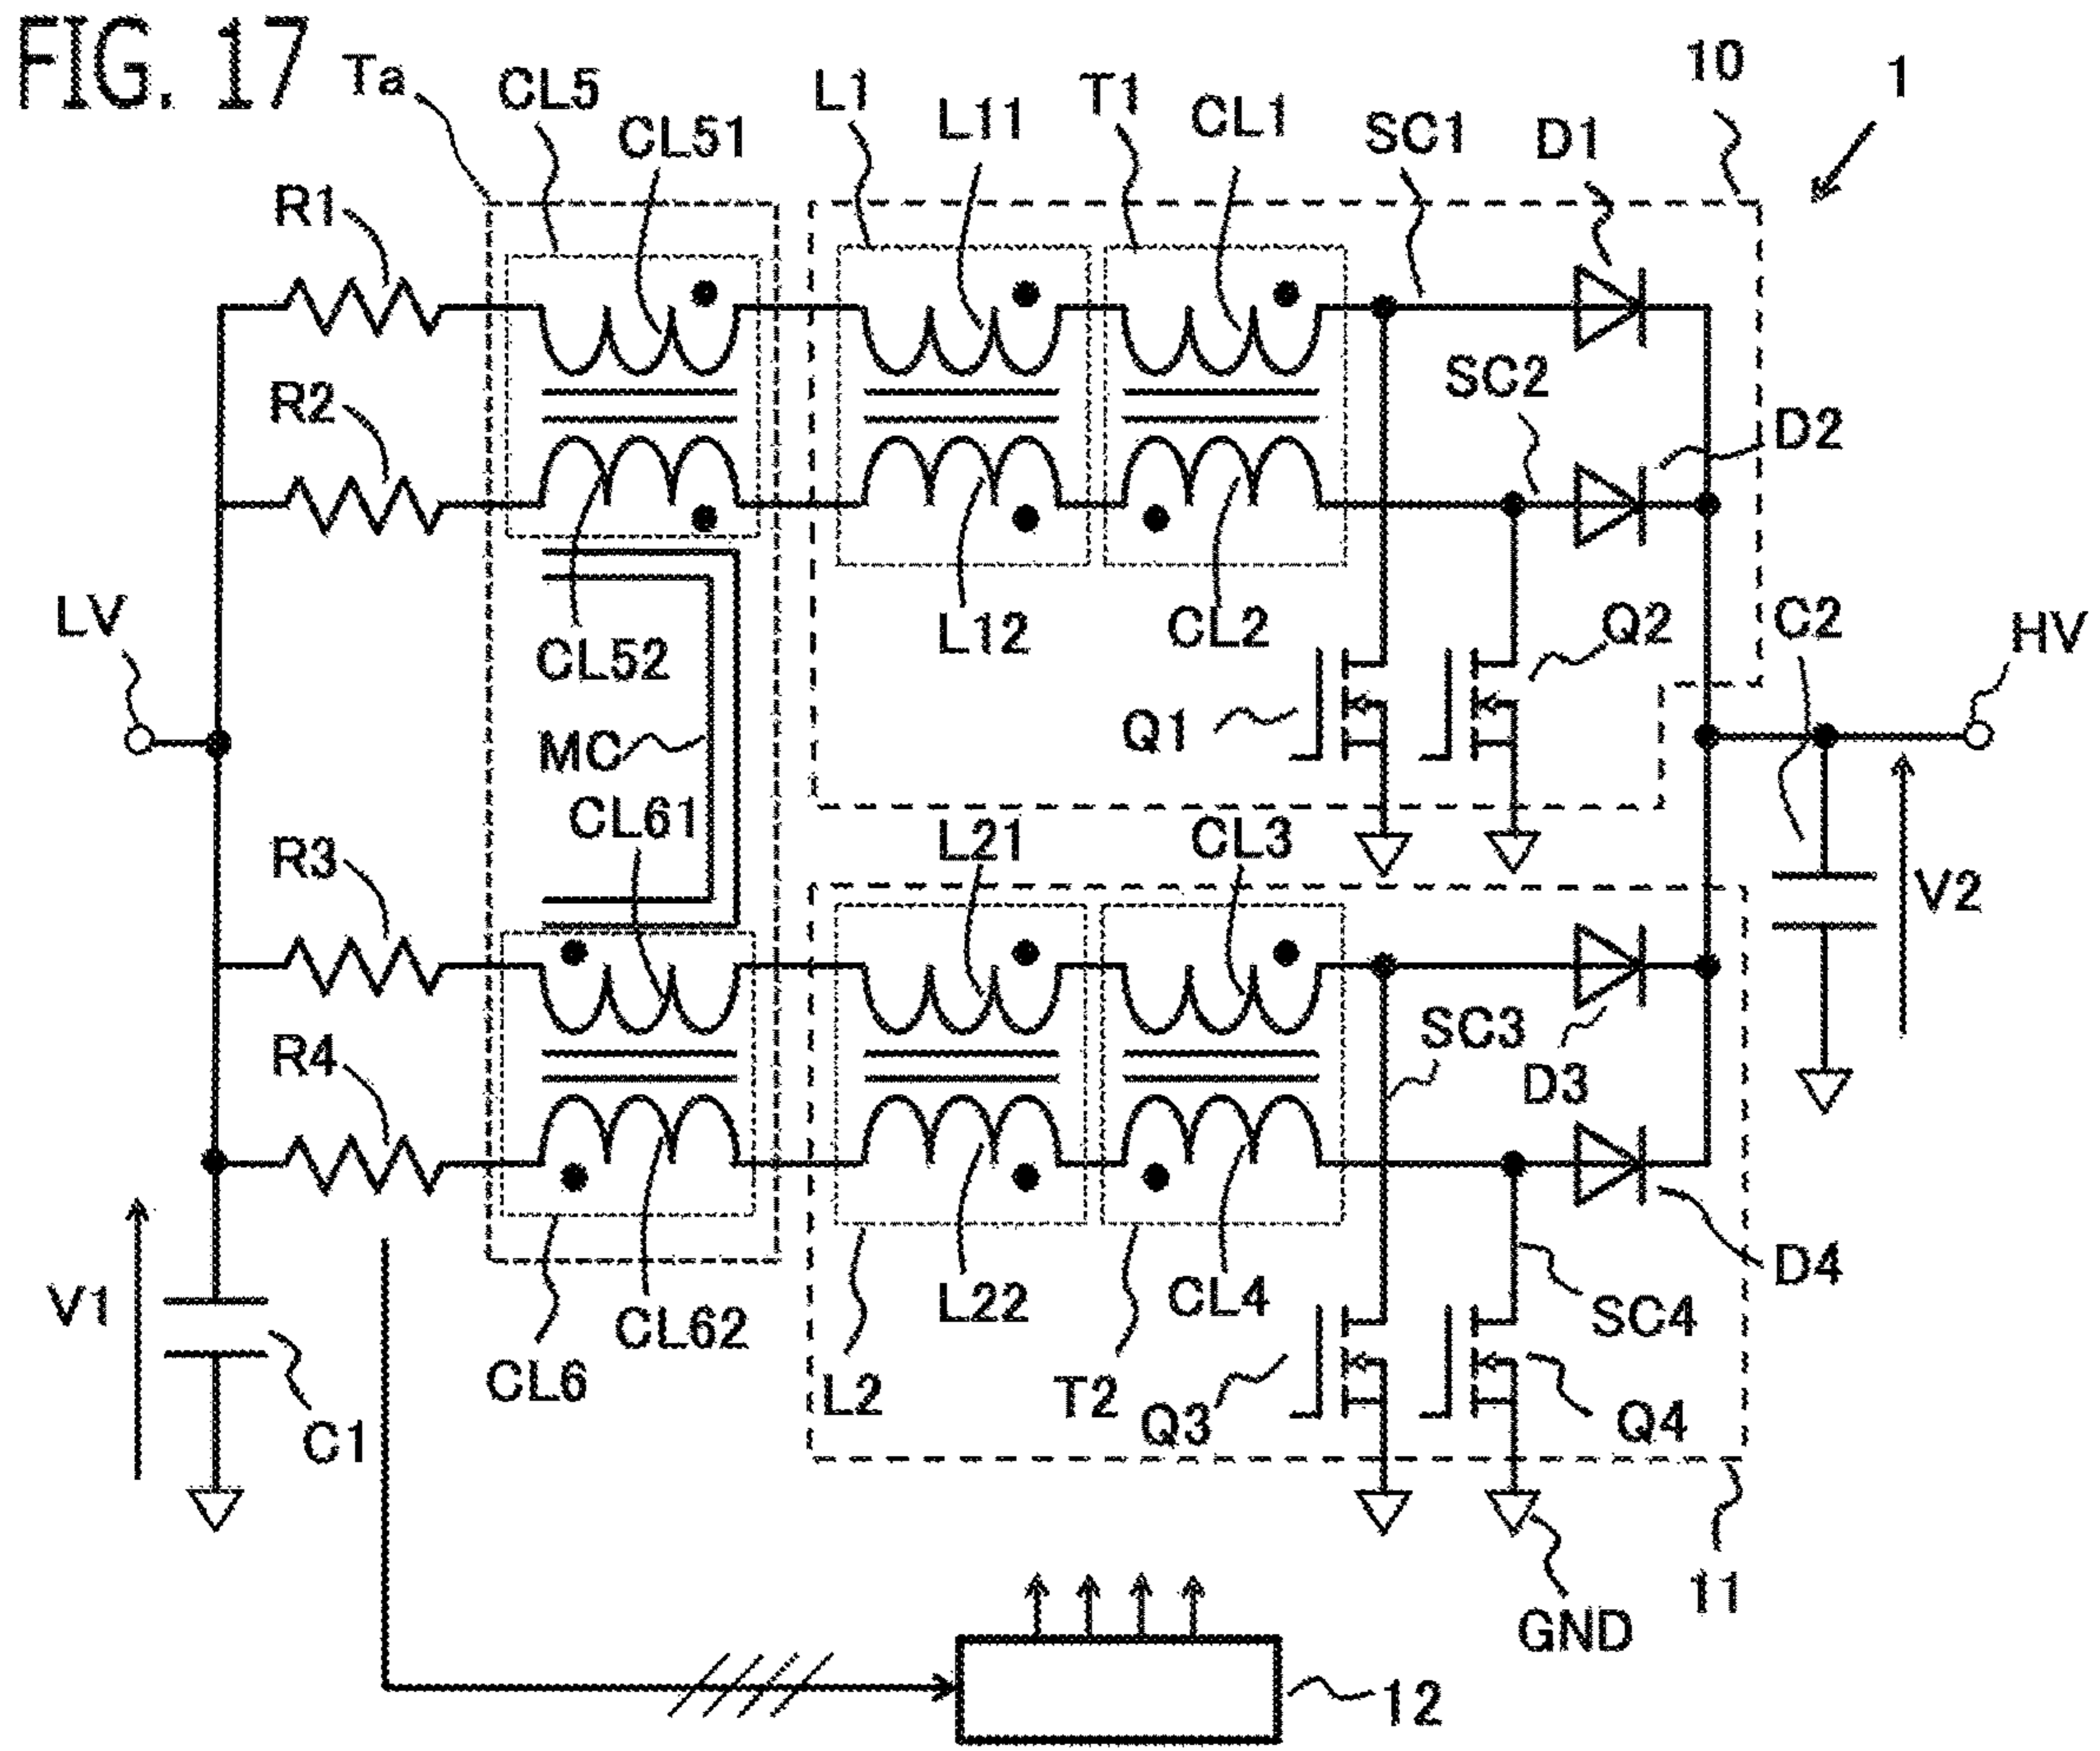 FIG. 17
Ta
CL5
CL51
L1
L11
T1
CL1
SC1
D1
10
1
R1
R2
SC2
D2
LV
CL52
L12
CL2
Q2
C2
HV
Q1
MC
CL61
R3
L21
CL3
V2
SC3
D3
R4
V1
C1
CL6
CL62
L2
L22
T2
CL4
Q3
SC4
Q4
D4
11
GND
12